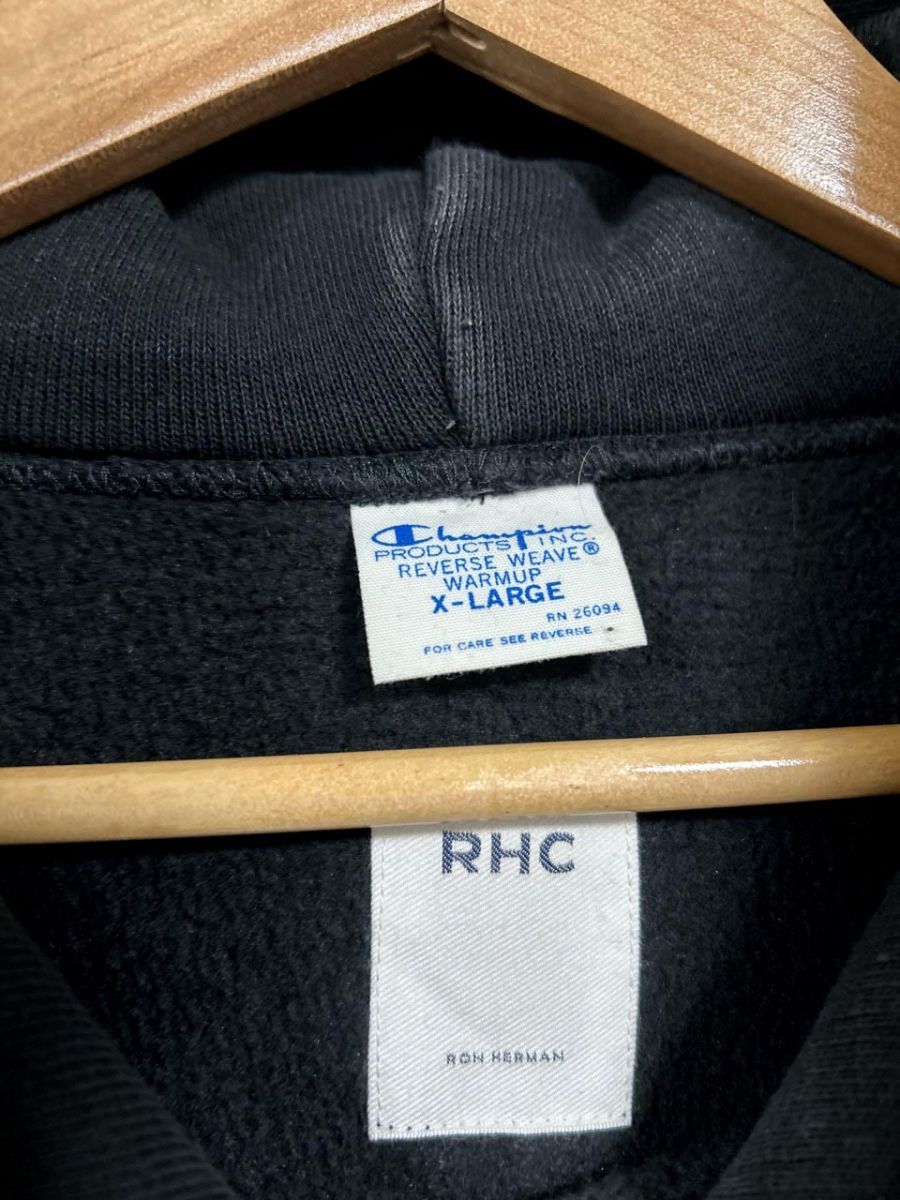 Champion
PRODUCTS INC.
REVERSE WEAVE®
WARMUP
X-LARGE
RN 26094
FOR CARE SEE REVERSE
RHC
RON HERMAN